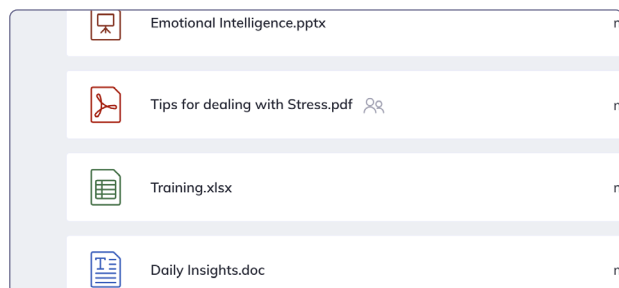 Emotional Intelligence.pptx
Tips for dealing with Stress.pdf
Training.xlsx
Daily Insights.doc